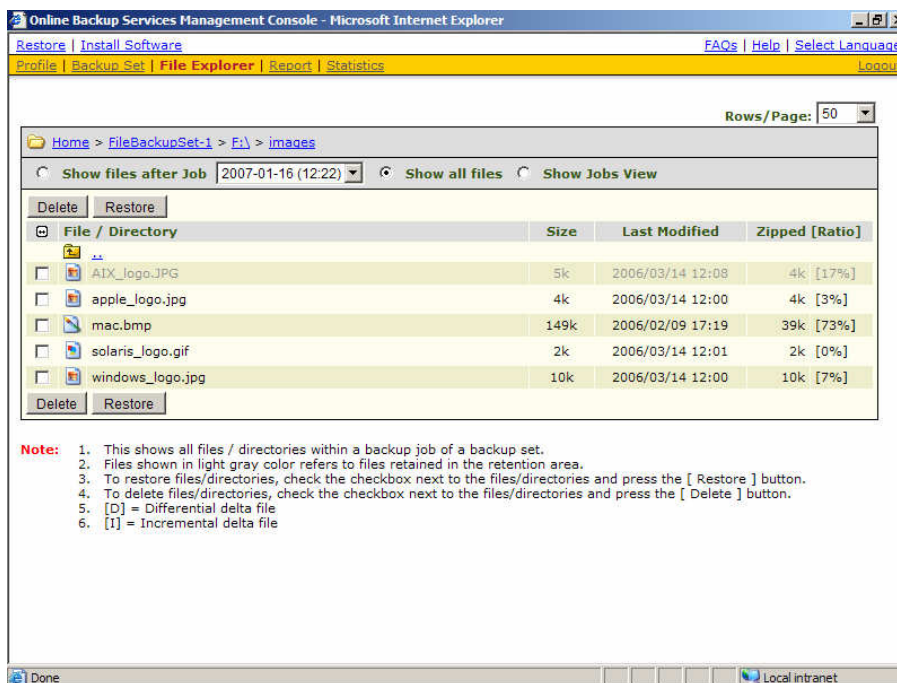 Online Backup Services Management Console - Microsoft Internet Explorer
Restore | Install Software FAQs | Help | Select Language
Profile | Backup Set | File Explorer | Report | Statistics Logout
Rows/Page: 50
Home > FileBackupSet-1 > F:\ > images
Show files after Job 2007-01-16 (12:22) Show all files Show Jobs View
Delete Restore
File / Directory Size Last Modified Zipped [Ratio]
..
AIX_logo.JPG 5k 2006/03/14 12:08 4k [17%]
apple_logo.jpg 4k 2006/03/14 12:00 4k [3%]
mac.bmp 149k 2006/02/09 17:19 39k [73%]
solaris_logo.gif 2k 2006/03/14 12:01 2k [0%]
windows_logo.jpg 10k 2006/03/14 12:00 10k [7%]
Delete Restore
Note: 1. This shows all files / directories within a backup job of a backup set.
2. Files shown in light gray color refers to files retained in the retention area.
3. To restore files/directories, check the checkbox next to the files/directories and press the [ Restore ] button.
4. To delete files/directories, check the checkbox next to the files/directories and press the [ Delete ] button.
5. [D] = Differential delta file
6. [I] = Incremental delta file
Done Local intranet